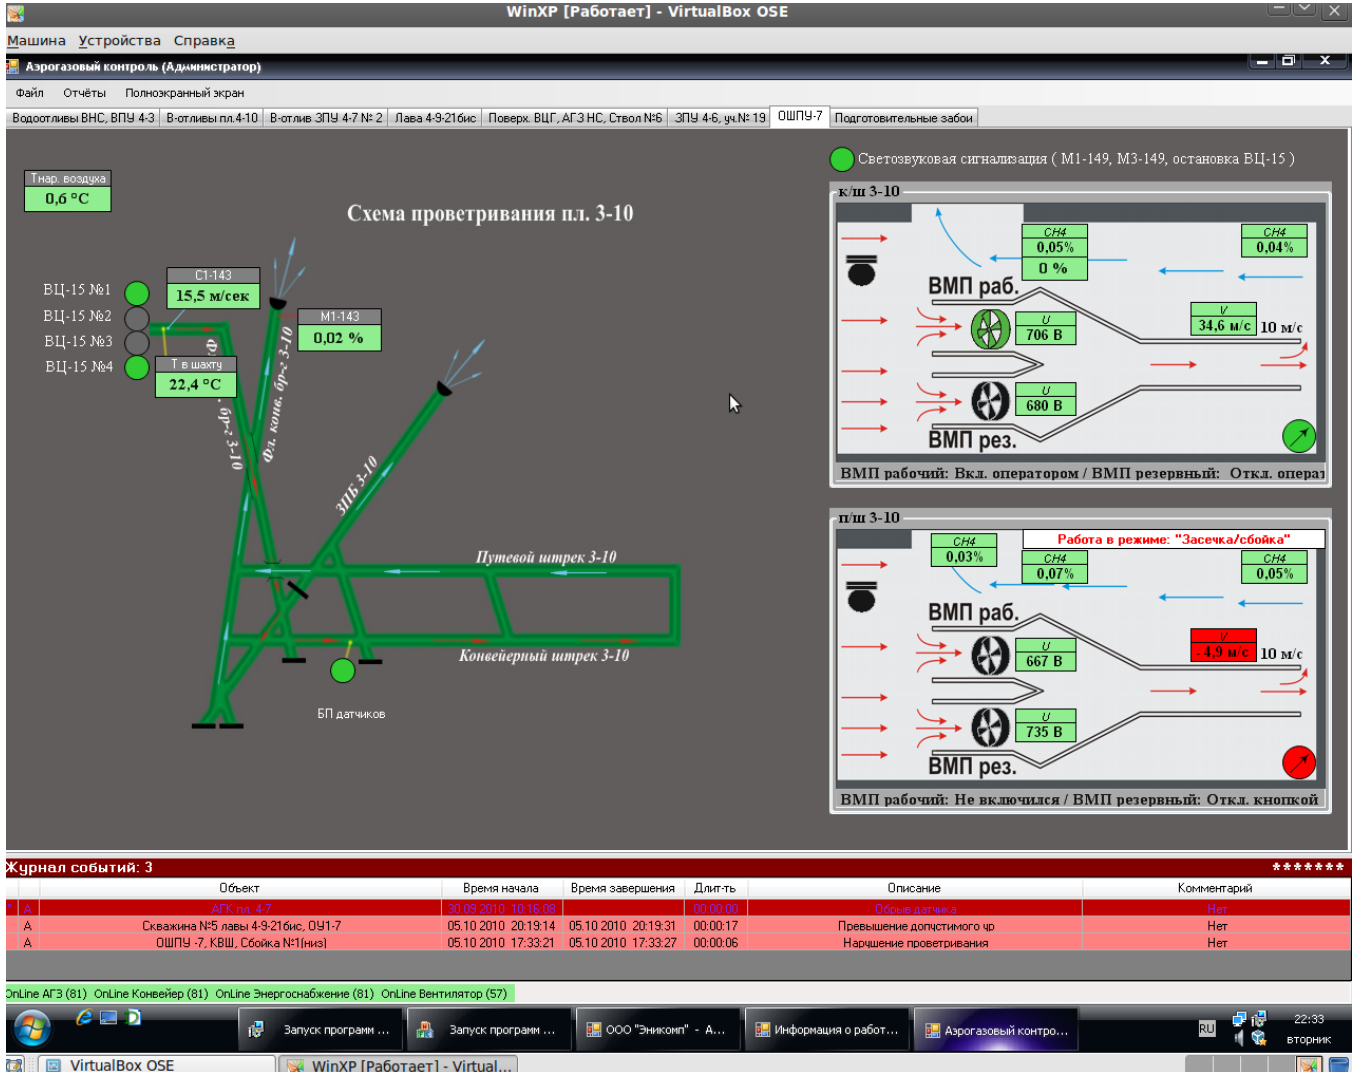 WinXP [Работает] - VirtualBox OSE
Машина Устройства Справка
Аэрогазовый контроль (Администратор)
Файл Отчёты Полноэкранный экран
Водоотливы ВНС, ВПУ 4-3 В-отливы пл.4-10 В-отлив ЗПУ 4-7 № 2 Лава 4-9-21бис Поверх. ВЦГ, АГЗ НС, Ствол №6 ЗПУ 4-6, уч.№ 19 ОШПУ-7 Подготовительные забои
Светозвуковая сигнализация ( М1-149, М3-149, остановка ВЦ-15 )
Tнар. воздуха
0,6 °C
Схема проветривания пл. 3-10
ВЦ-15 №1
ВЦ-15 №2
ВЦ-15 №3
ВЦ-15 №4
С1-143
15,5 м/сек
М1-143
0,02 %
Т в шахту
22,4 °C
бр-г 3-10
Фл. конв. бр-г 3-10
ЗПБ 3-10
Путевой штрек 3-10
Конвейерный штрек 3-10
БП датчиков
к/ш 3-10
CH4
0,05%
0 %
CH4
0,04%
ВМП раб.
V
34,6 м/с 10 м/с
U
706 В
U
680 В
ВМП рез.
ВМП рабочий: Вкл. оператором / ВМП резервный: Откл. операт
п/ш 3-10
Работа в режиме: "Засечка/сбойка"
CH4
0,03%
CH4
0,07%
CH4
0,05%
ВМП раб.
V
- 4,9 м/с 10 м/с
U
667 В
U
735 В
ВМП рез.
ВМП рабочий: Не включился / ВМП резервный: Откл. кнопкой
Журнал событий: 3 *******
Объект Время начала Время завершения Длит-ть Описание Комментарий
* А АГК пл. 4-7 30.09.2010 10:16:08 00:00:00 Обрыв датчика Нет
А Скважина №5 лавы 4-9-21бис, ОУ1-7 05.10.2010 20:19:14 05.10.2010 20:19:31 00:00:17 Превышение допустимого ур Нет
А ОШПУ -7, КВШ, Сбойка №1(низ) 05.10.2010 17:33:21 05.10.2010 17:33:27 00:00:06 Нарушение проветривания Нет
OnLine АГЗ (81) OnLine Конвейер (81) OnLine Энергоснабжение (81) OnLine Вентилятор (57)
Запуск програмн ... Запуск програмн ... ООО "Эникомп" - А... Информация о работ... Аэрогазовый контро... RU 22:33
вторник
VirtualBox OSE WinXP [Работает] - Virtual...